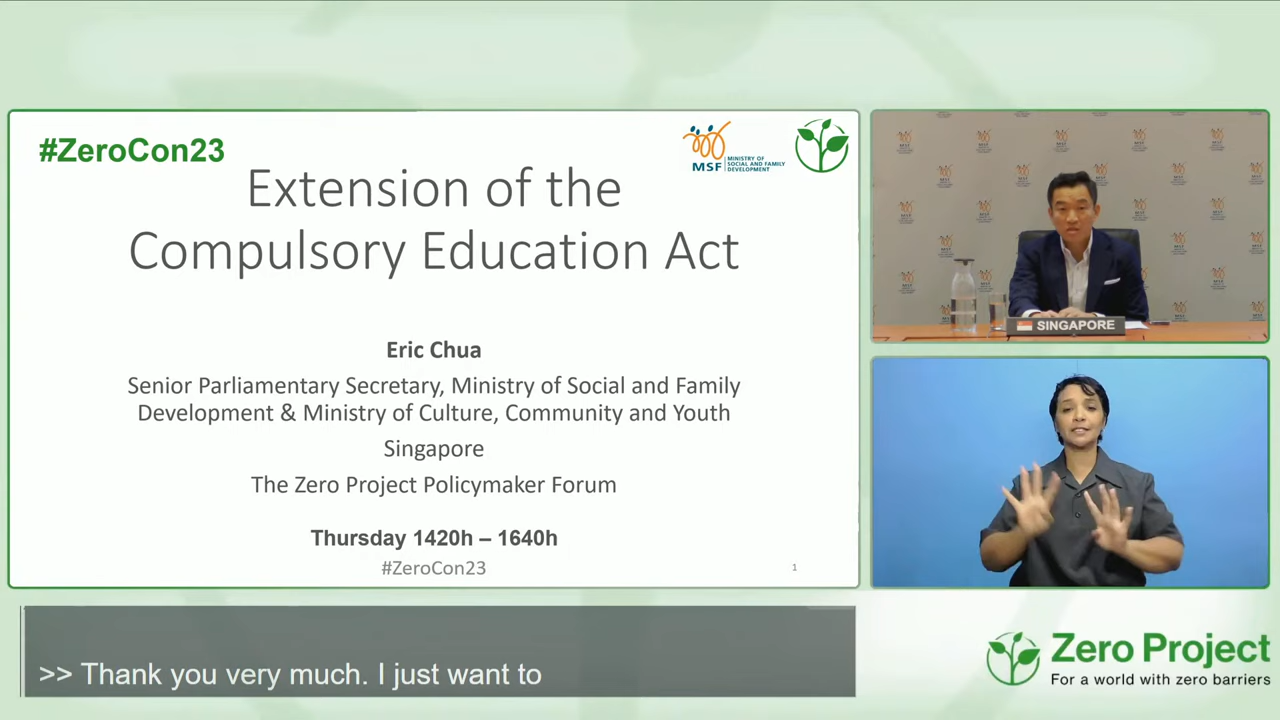 #ZeroCon23
MSF
MINISTRY OF
SOCIAL AND FAMILY
DEVELOPMENT
Extension of the
Compulsory Education Act
Eric Chua
Senior Parliamentary Secretary, Ministry of Social and Family
Development & Ministry of Culture, Community and Youth
Singapore
The Zero Project Policymaker Forum
Thursday 1420h – 1640h
#ZeroCon23
1
SINGAPORE
>> Thank you very much. I just want to
Zero Project
For a world with zero barriers